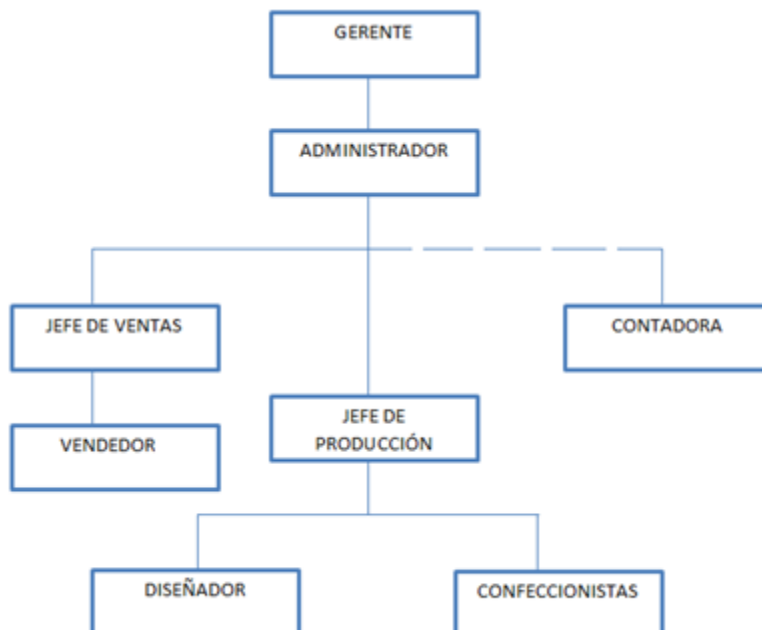 GERENTE
ADMINISTRADOR
JEFE DE VENTAS
CONTADORA
JEFE DE
PRODUCCIÓN
VENDEDOR
DISEÑADOR
CONFECCIONISTAS